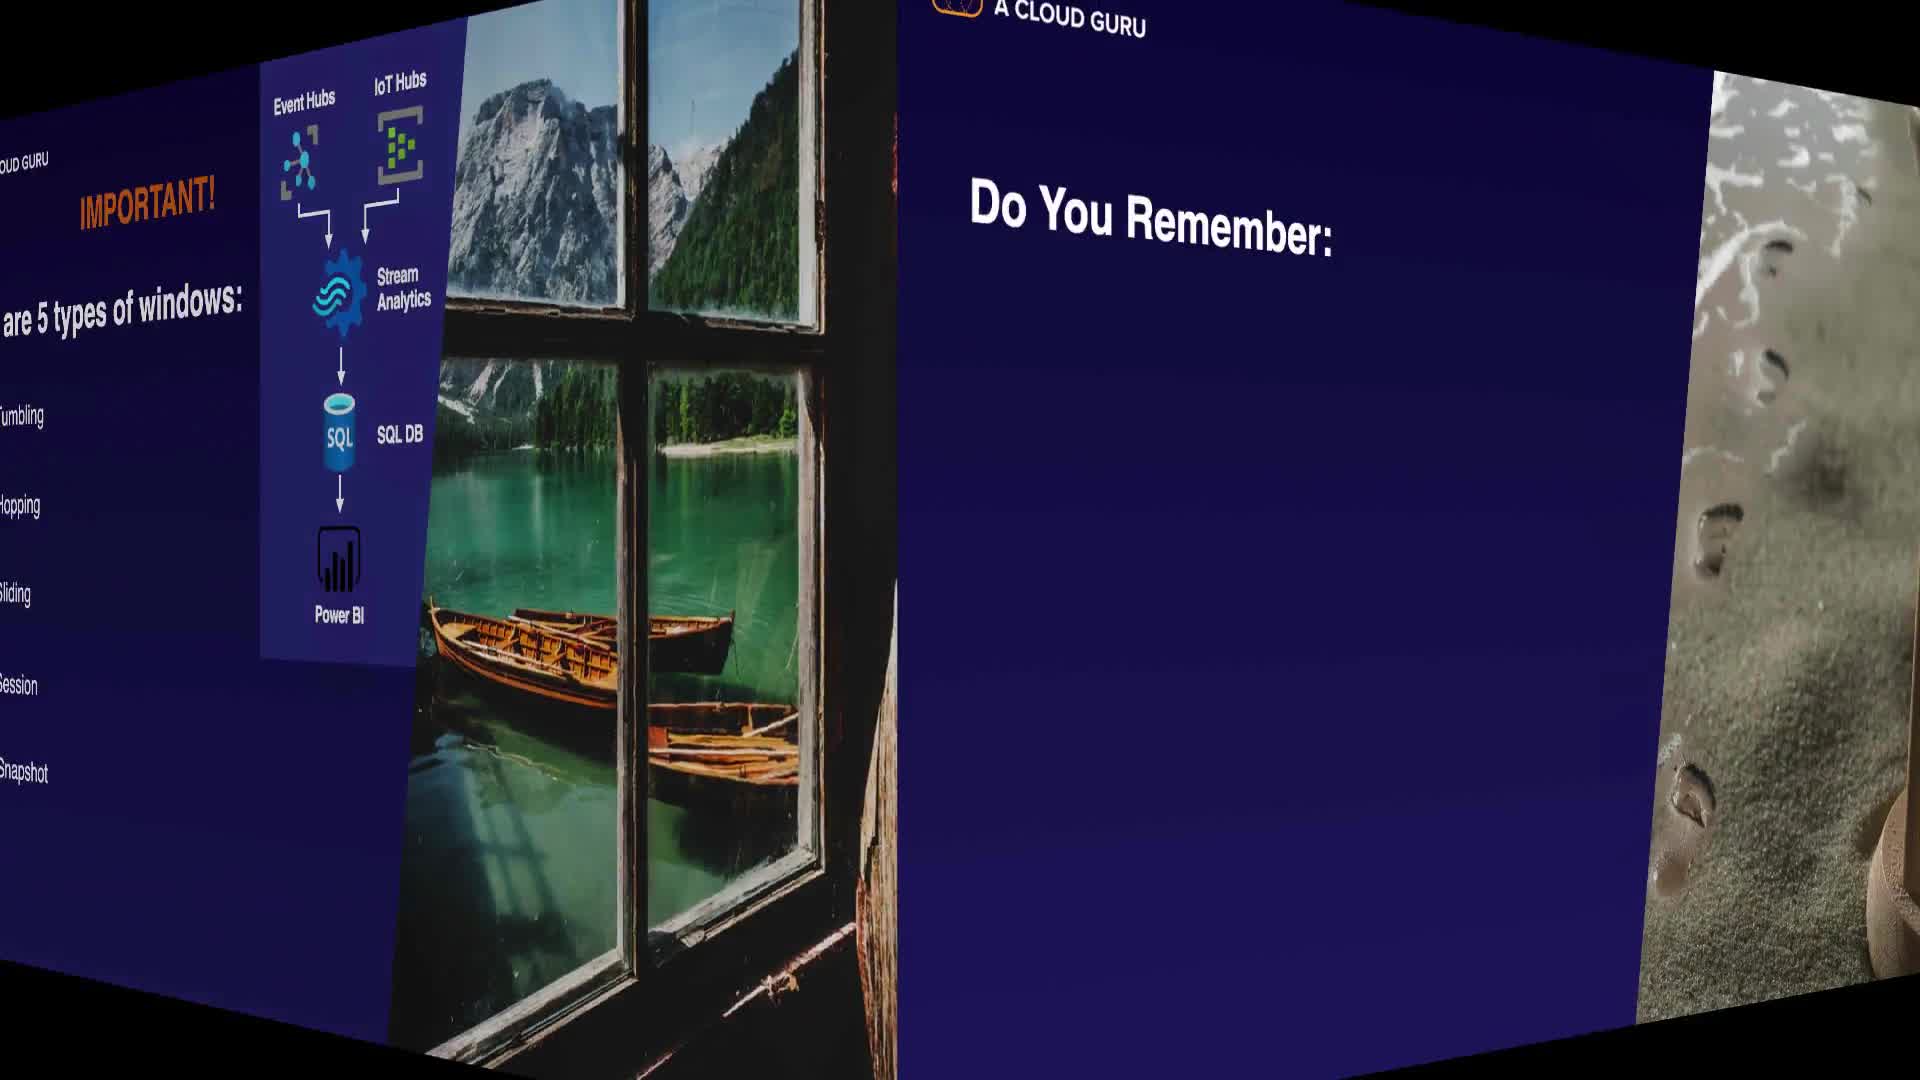 OUD GURU
IMPORTANT!
are 5 types of windows:
Tumbling
Hopping
Sliding
Session
Snapshot
Event Hubs
IoT Hubs
Stream
Analytics
SQL
SQL DB
Power BI
A CLOUD GURU
Do You Remember: